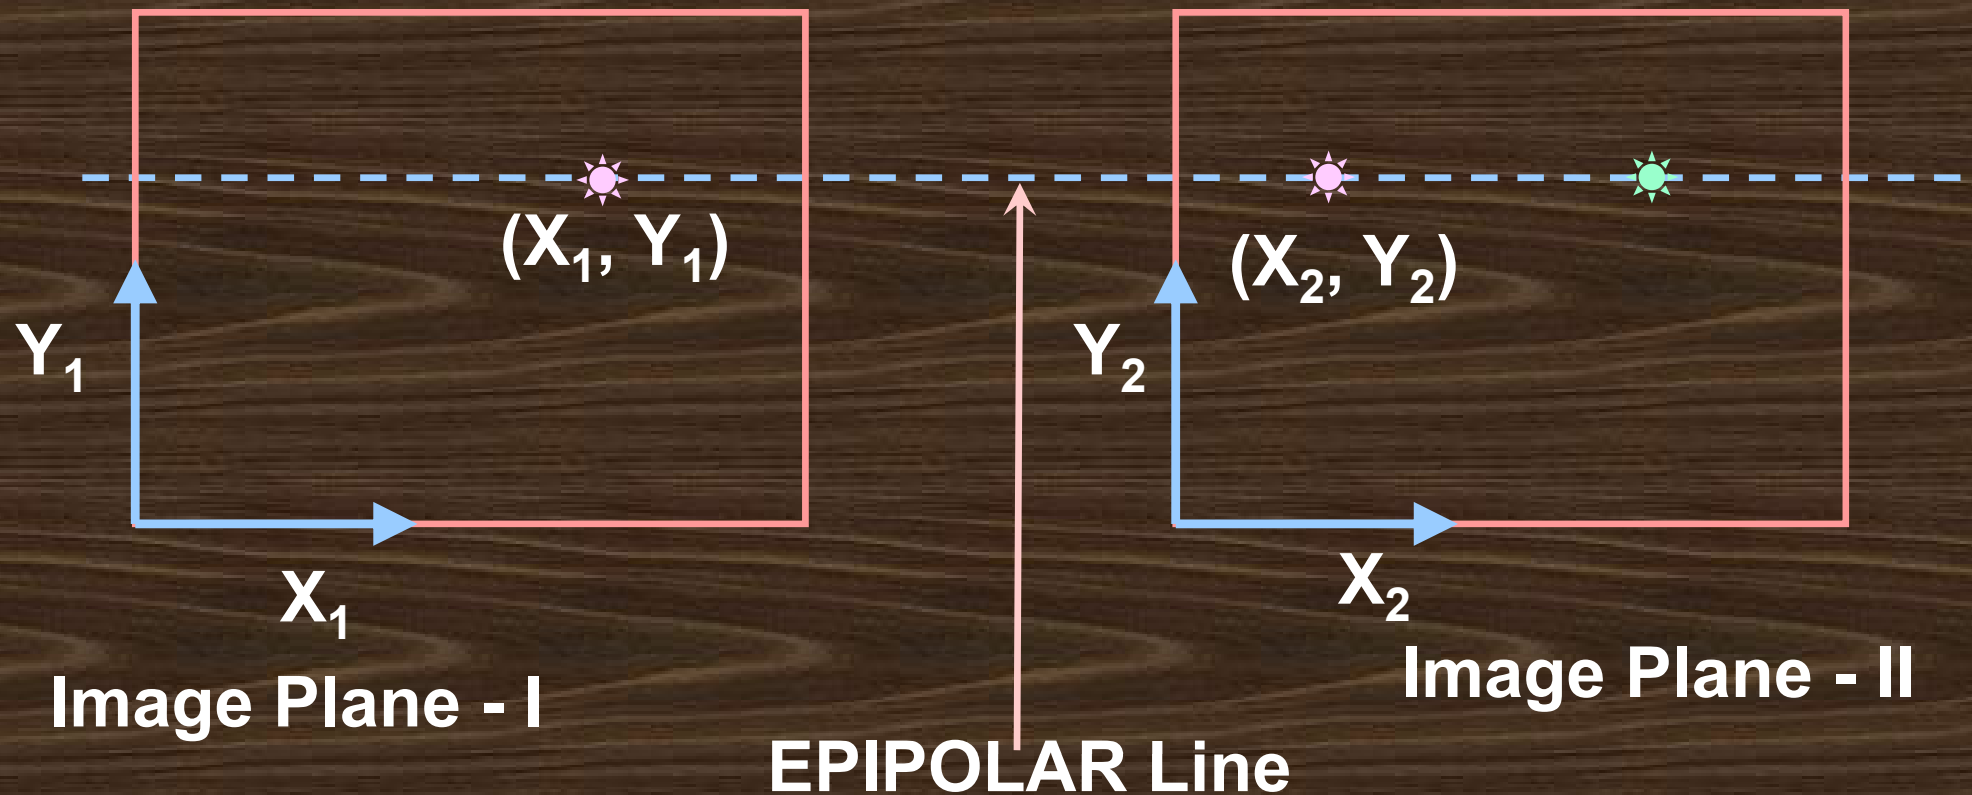 (X₁, Y₁)
(X₂, Y₂)
Y₁
Y₂
X₁
X₂
Image Plane - I
Image Plane - II
EPIPOLAR Line